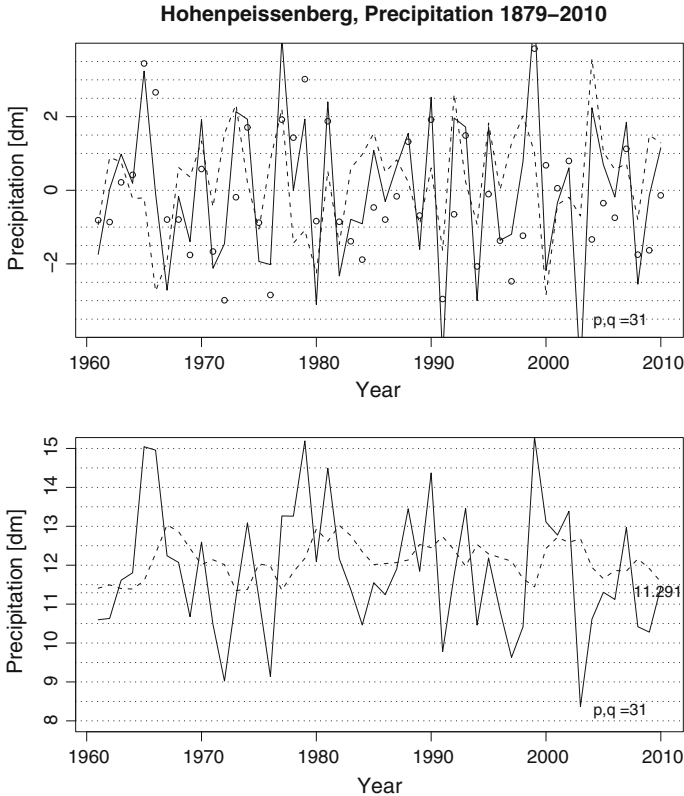 Hohenpeissenberg, Precipitation 1879–2010
Precipitation [dm]
2
0
−2
p,q =31
1960 1970 1980 1990 2000 2010
Year
Precipitation [dm]
15
14
13
12
11
10
9
8
11.291
p,q =31
1960 1970 1980 1990 2000 2010
Year